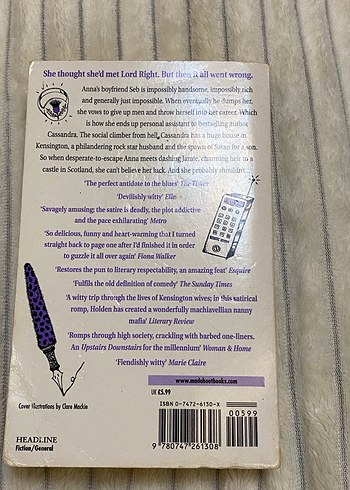 She thought she'd met Lord Right. But then it all went wrong.
Anna's boyfriend Seb is impossibly handsome, impossibly rich
and generally just impossible. When eventually he dumps her,
she vows to give up men and throw herself into her career. Which
is how she ends up personal assistant to bestselling author
Cassandra. The social climber from hell, Cassandra has a huge house in
Kensington, a philandering rock star husband and the spawn of Satan for a son.
So when desperate-to-escape Anna meets dashing Jamie, charming heir to a
castle in Scotland, she can't believe her luck. And she probably shouldn't...
'The perfect antidote to the blues' The Times
'Devilishly witty' Elle
'Savagely amusing; the satire is deadly, the plot addictive
and the pace exhilarating' Metro
'So delicious, funny and heart-warming that I turned
straight back to page one after I'd finished it in order
to guzzle it all over again' Fiona Walker
'Restores the pun to literary respectability, an amazing feat' Esquire
'Fulfils the old definition of comedy' The Sunday Times
'A witty trip through the lives of Kensington wives; in this satirical
romp, Holden has created a wonderfully machiavellian nanny
mafia' Literary Review
'Romps through high society, crackling with barbed one-liners.
An Upstairs Downstairs for the millennium' Woman & Home
'Fiendishly witty' Marie Claire
www.madaboutbooks.com
UK £5.99
ISBN 0-7472-6130-X
00599
9 780747 261308
Cover illustrations by Clare Mackie
HEADLINE
Fiction/General